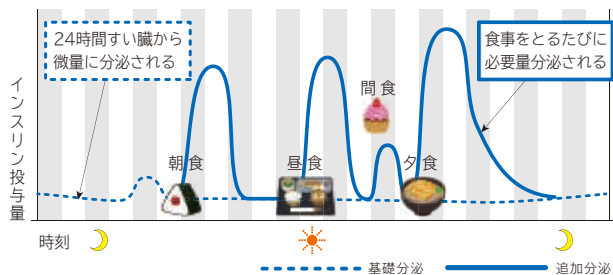 24時間すい臓から
微量に分泌される
食事をとるたびに
必要量分泌される
間食
朝食
昼食
夕食
インスリン投与量
時刻
基礎分泌
追加分泌